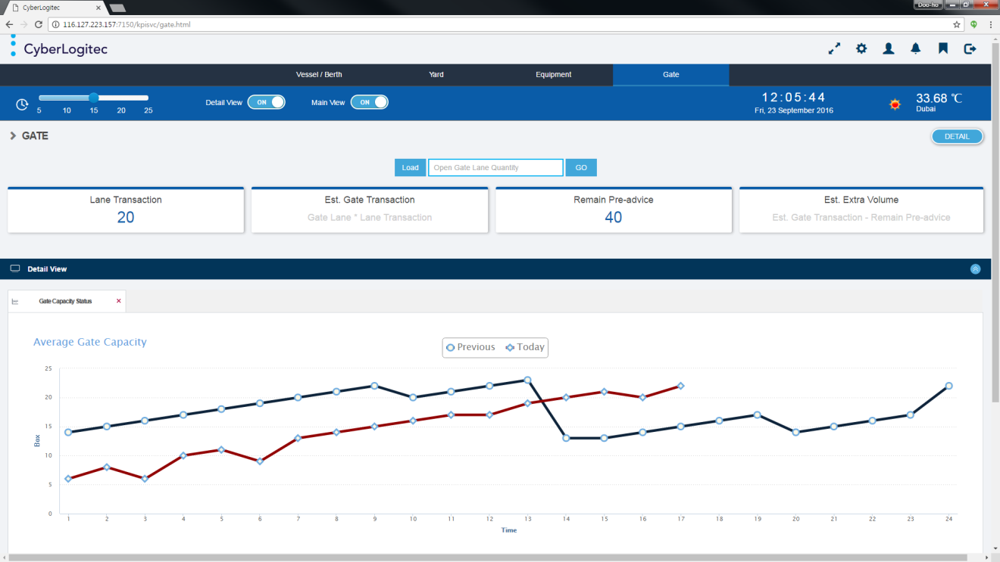 CyberLogitec
Doo-ho
116.127.223.157:7150/kpisvc/gate.html
CyberLogitec
Vessel / Berth Yard Equipment Gate
5 10 15 20 25
Detail View ON
Main View ON
12:05:44
Fri, 23 September 2016
33.68 ℃
Dubai
GATE
DETAIL
Load Open Gate Lane Quantity GO
Lane Transaction
20
Est. Gate Transaction
Gate Lane * Lane Transaction
Remain Pre-advice
40
Est. Extra Volume
Est. Gate Transaction - Remain Pre-advice
Detail View
Gate Capacity Status
Average Gate Capacity
Previous Today
25
20
15
10
5
0
Box
1 2 3 4 5 6 7 8 9 10 11 12 13 14 15 16 17 18 19 20 21 22 23 24
Time